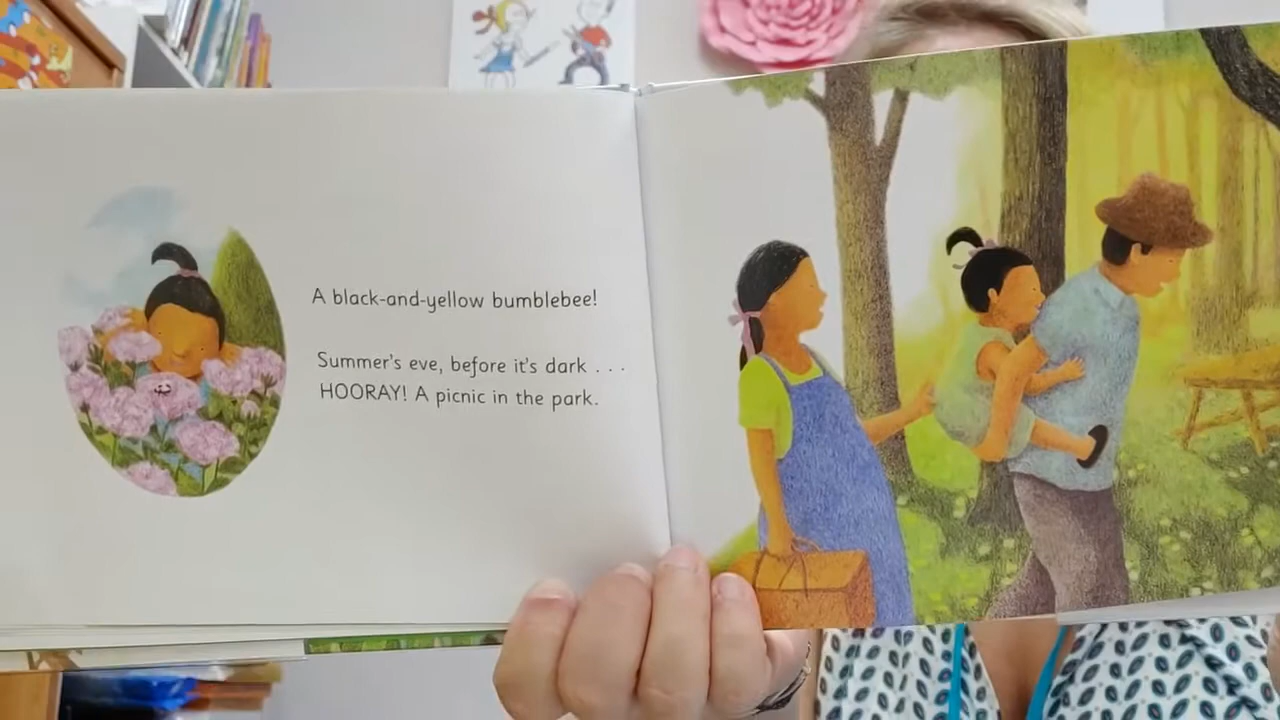 A black-and-yellow bumblebee!
Summer's eve, before it's dark . . .
HOORAY! A picnic in the park.